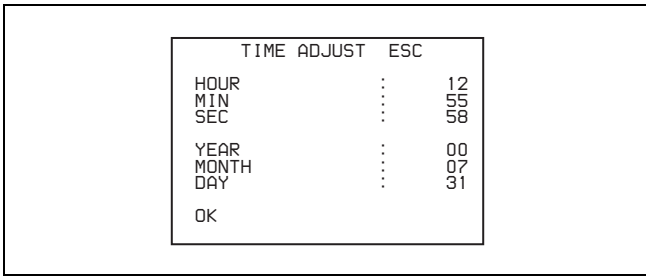 TIME ADJUST ESC
HOUR : 12
MIN : 55
SEC : 58
YEAR : 00
MONTH : 07
DAY : 31
OK